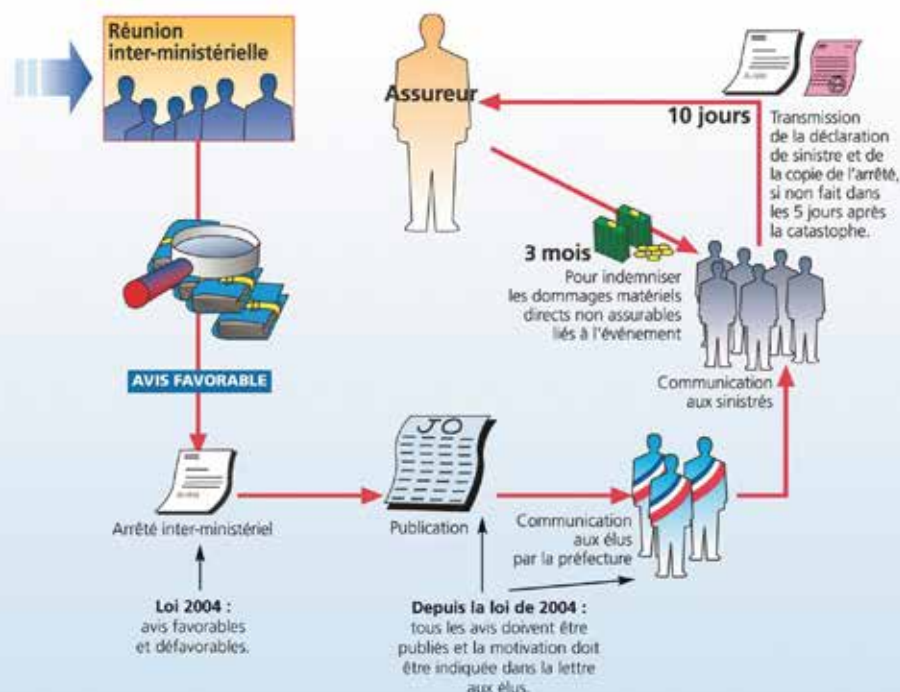 Réunion
inter-ministérielle
AVIS FAVORABLE
Arrêté inter-ministériel
Loi 2004 :
avis favorables
et défavorables.
JO
Publication
Depuis la loi de 2004 :
tous les avis doivent être
publiés et la motivation doit
être indiquée dans la lettre
aux élus.
Communication
aux élus
par la préfecture
Communication
aux sinistrés
10 jours
Transmission
de la déclaration
de sinistre et de
la copie de l'arrêté,
si non fait dans
les 5 jours après
la catastrophe.
Assureur
3 mois
Pour indemniser
les dommages matériels
directs non assurables
liés à l'événement